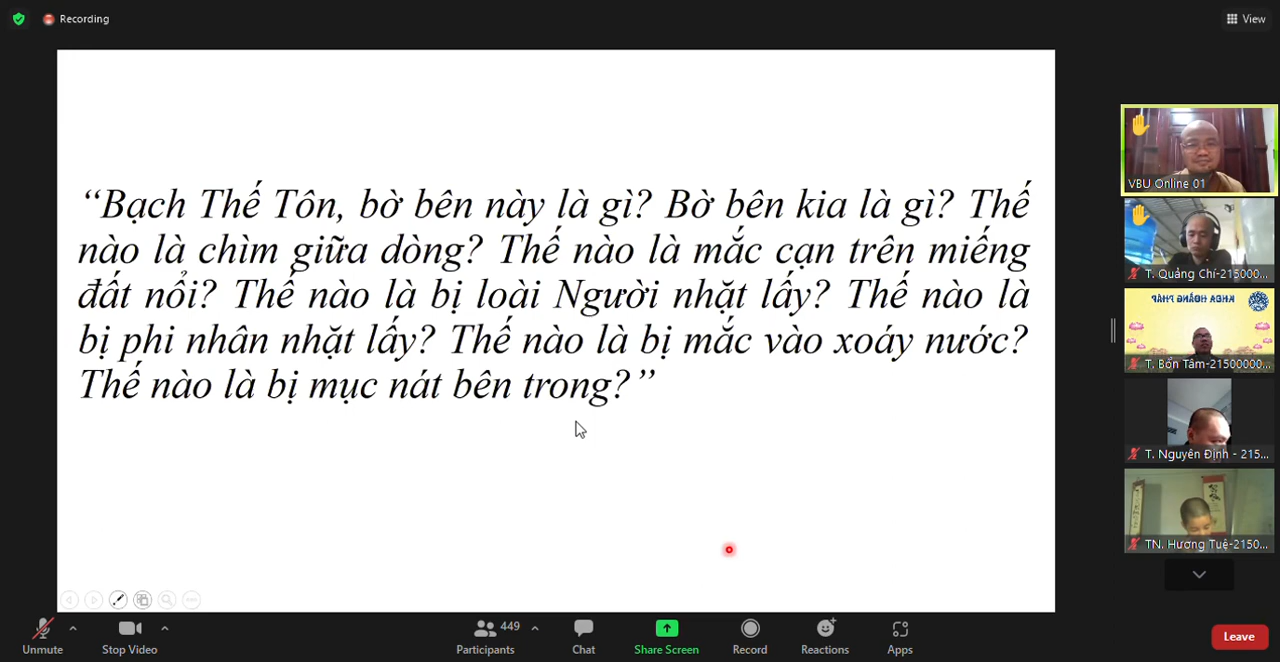 Recording
View
“Bạch Thế Tôn, bờ bên này là gì? Bờ bên kia là gì? Thế
nào là chìm giữa dòng? Thế nào là mắc cạn trên miếng
đất nổi? Thế nào là bị loài Người nhặt lấy? Thế nào là
bị phi nhân nhặt lấy? Thế nào là bị mắc vào xoáy nước?
Thế nào là bị mục nát bên trong?”
VBU Online 01
T. Quảng Chí-215000...
KHOA HOẰNG PHÁP
T. Bổn Tâm-21500000...
T. Nguyên Định - 215...
TN. Hương Tuệ-2150...
Unmute
Stop Video
Participants
449
Chat
Share Screen
Record
Reactions
Apps
Leave